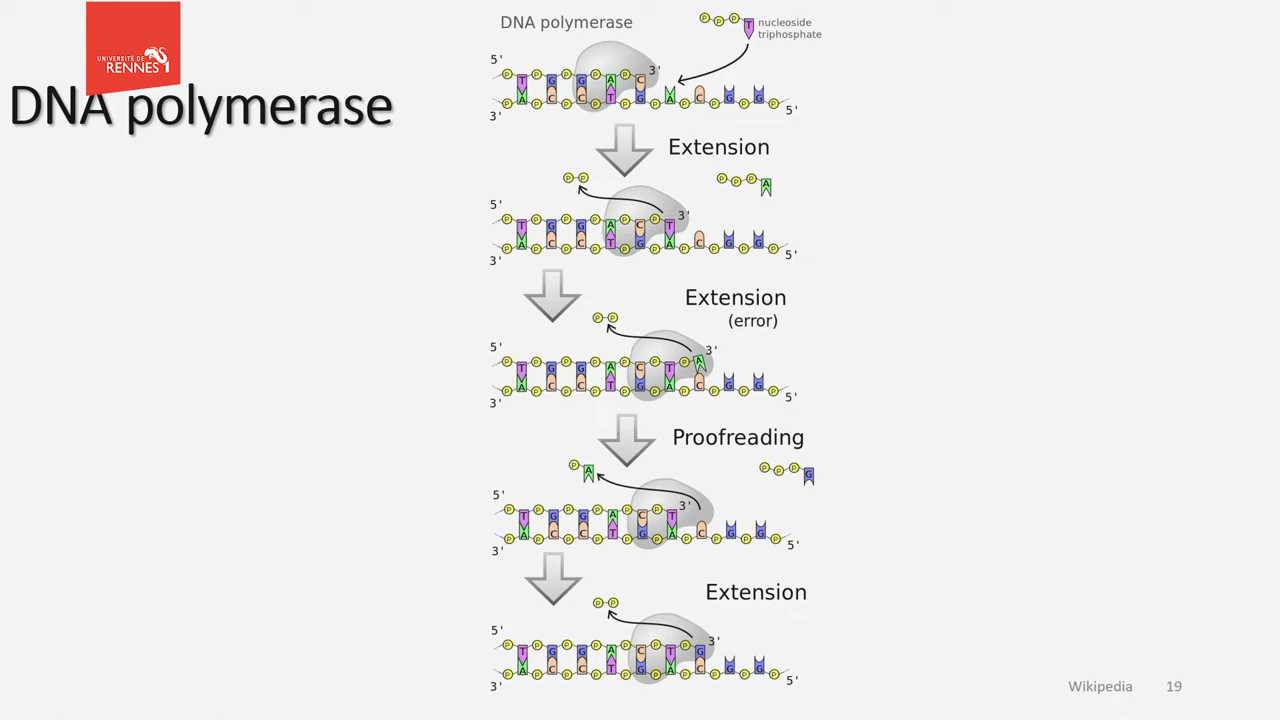 UNIVERSITÉ DE
RENNES 1
DNA polymerase
DNA polymerase
P P P T
nucleoside
triphosphate
5' 3'
P P P P P
T G G A C A C G G
A C C T G
P P P P P P P P P P
3' 5'
Extension
P P
P P P A
5' 3'
P P P P P P
T G G A C T C G G
A C C T G A
P P P P P P P P P P
3' 5'
Extension
(error)
P P
5' 3'
P P P P P P P
T G G A C T A G G
A C C T G A C
P P P P P P P P P P
3' 5'
Proofreading
P A
P P P G
5' 3'
P P P P P P
T G G A C T C G G
A C C T G A
P P P P P P P P P P
3' 5'
Extension
P P
5' 3'
P P P P P P P
T G G A C T G G G
A C C T G A C
P P P P P P P P P P
3' 5'
Wikipedia 19